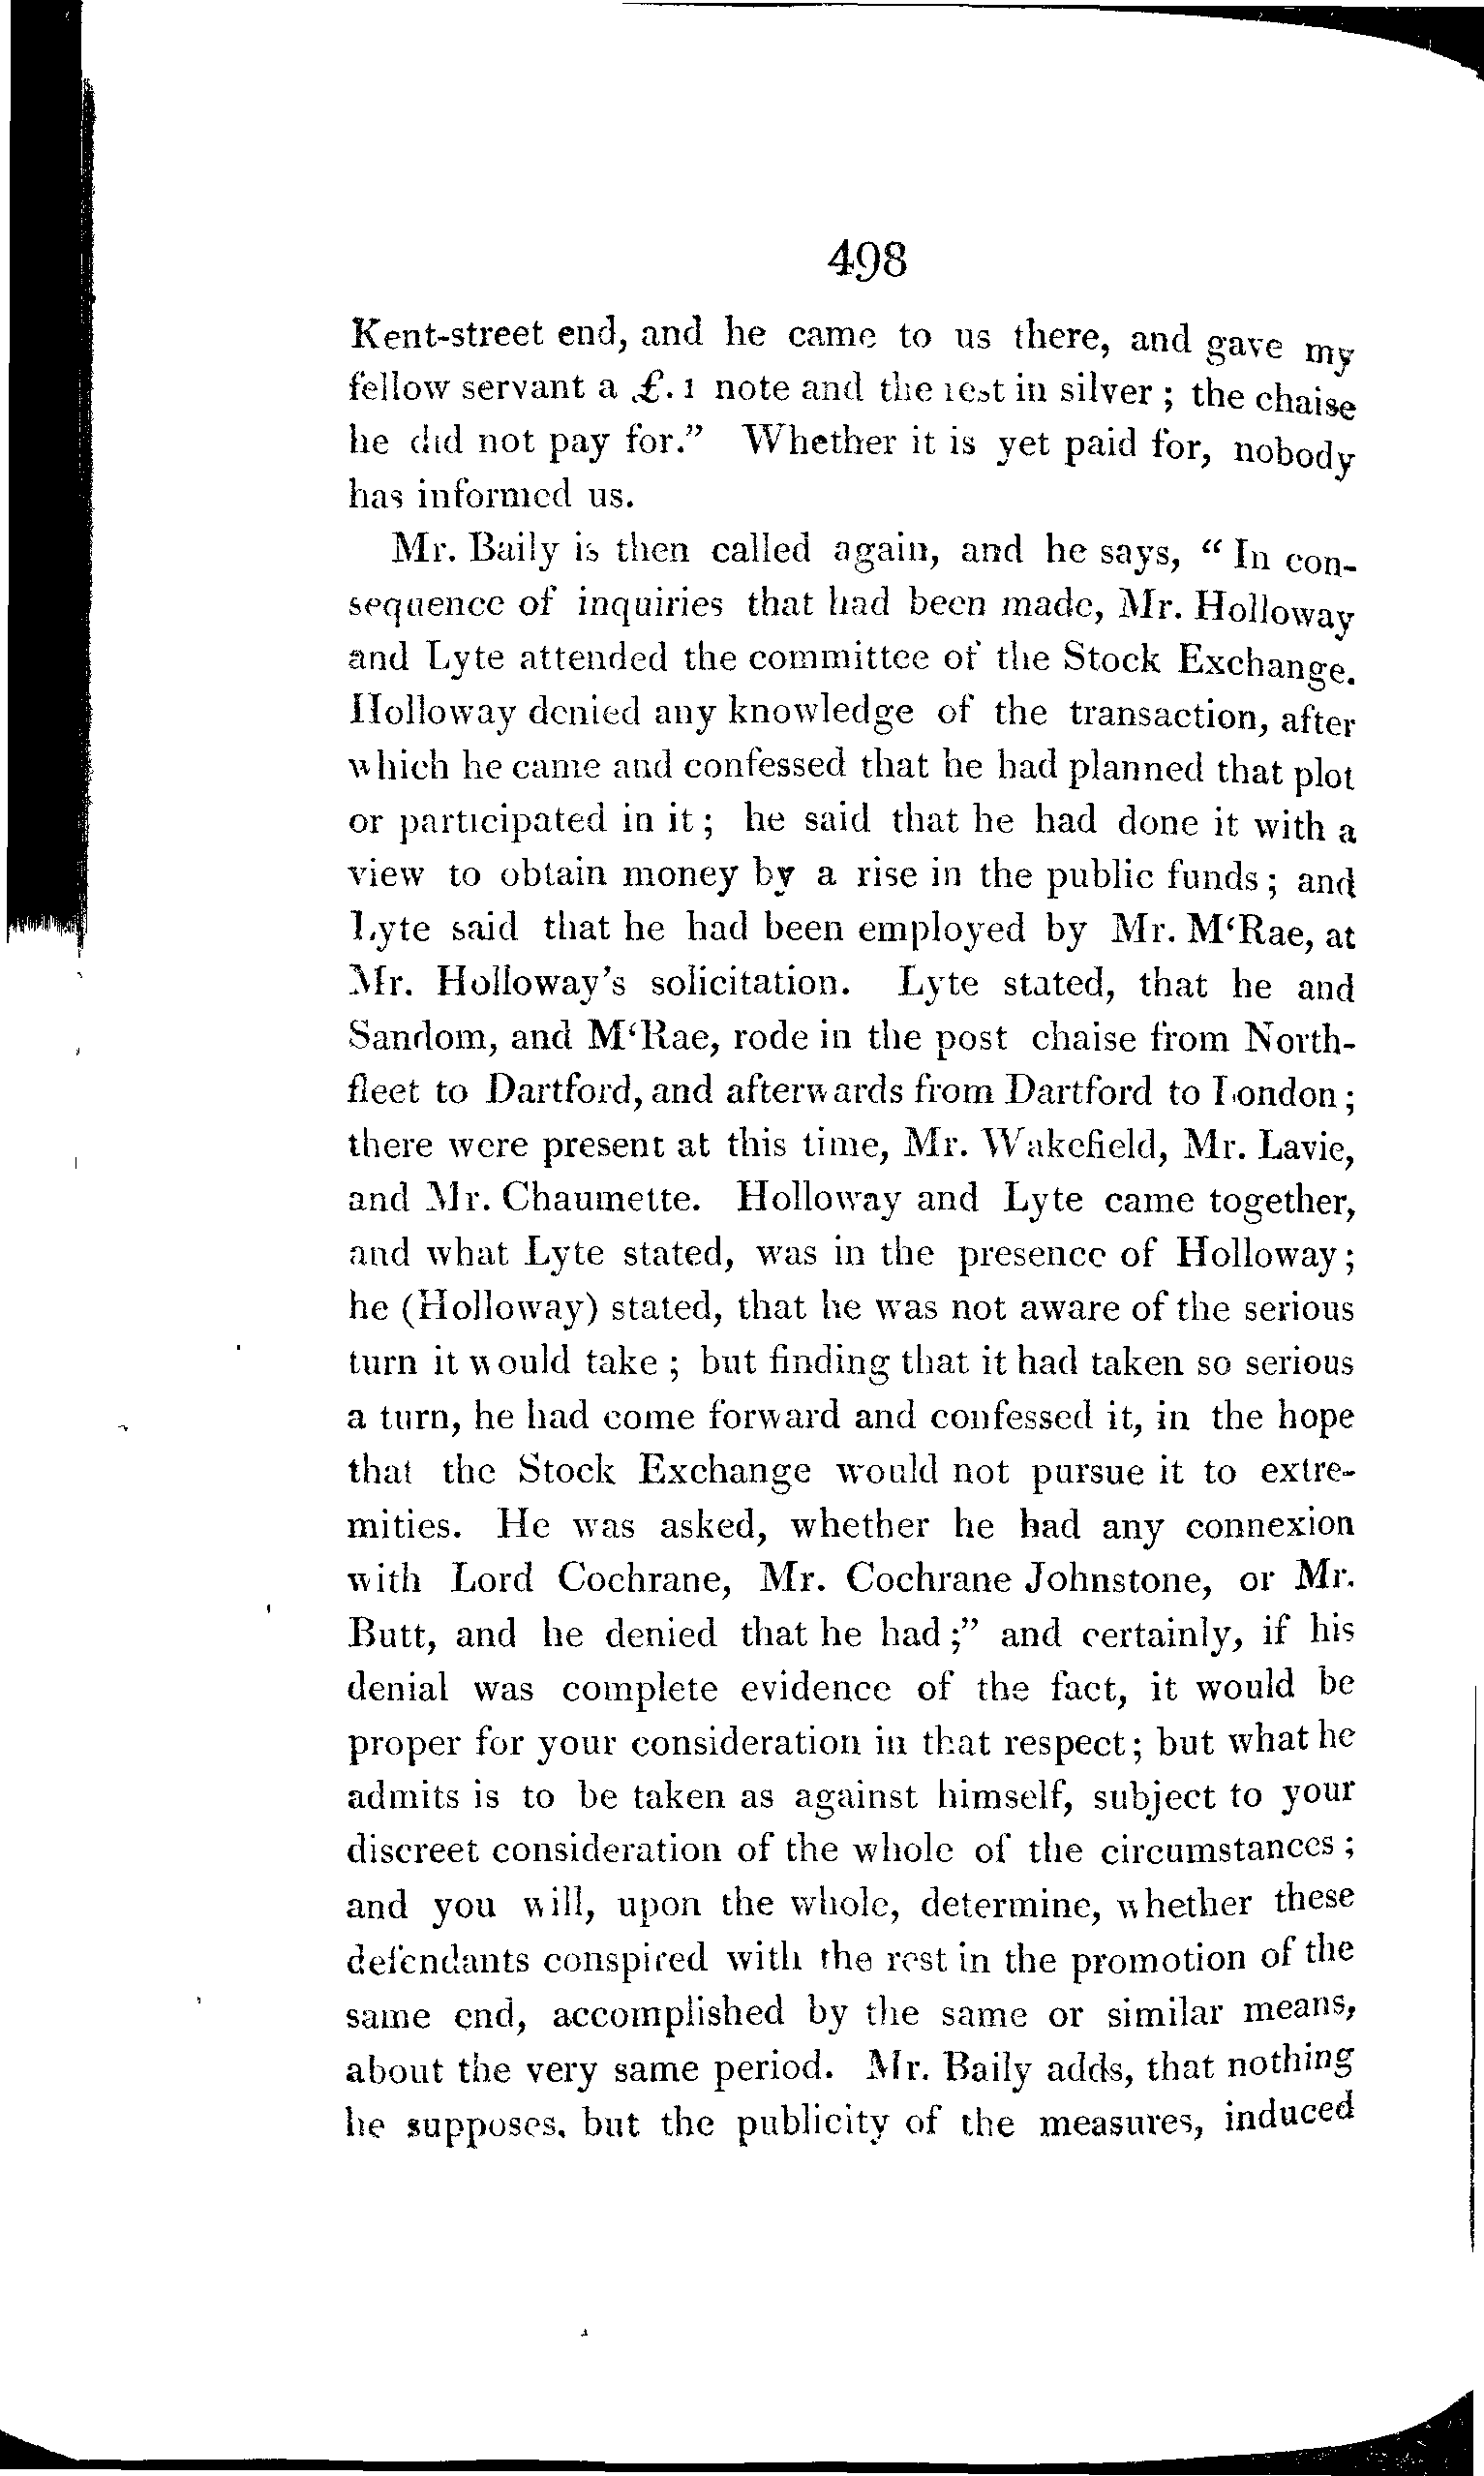 498
Kent-street end, and he came to us there, and gave my
fellow servant a £. 1 note and the rest in silver ; the chaise
he did not pay for.” Whether it is yet paid for, nobody
has informed us.
Mr. Baily is then called again, and he says, “ In con-
sequence of inquiries that had been made, Mr. Holloway
and Lyte attended the committee of the Stock Exchange.
Holloway denied any knowledge of the transaction, after
which he came and confessed that he had planned that plot
or participated in it ; he said that he had done it with a
view to obtain money by a rise in the public funds ; and
Lyte said that he had been employed by Mr. M‘Rae, at
Mr. Holloway’s solicitation. Lyte stated, that he and
Sandom, and M‘Rae, rode in the post chaise from North-
fleet to Dartford, and afterwards from Dartford to London ;
there were present at this time, Mr. Wakefield, Mr. Lavie,
and Mr. Chaumette. Holloway and Lyte came together,
and what Lyte stated, was in the presence of Holloway ;
he (Holloway) stated, that he was not aware of the serious
turn it would take ; but finding that it had taken so serious
a turn, he had come forward and confessed it, in the hope
that the Stock Exchange would not pursue it to extre-
mities. He was asked, whether he had any connexion
with Lord Cochrane, Mr. Cochrane Johnstone, or Mr.
Butt, and he denied that he had ;” and certainly, if his
denial was complete evidence of the fact, it would be
proper for your consideration in that respect ; but what he
admits is to be taken as against himself, subject to your
discreet consideration of the whole of the circumstances ;
and you will, upon the whole, determine, whether these
defendants conspired with the rest in the promotion of the
same end, accomplished by the same or similar means,
about the very same period. Mr. Baily adds, that nothing
he supposes, but the publicity of the measures, induced